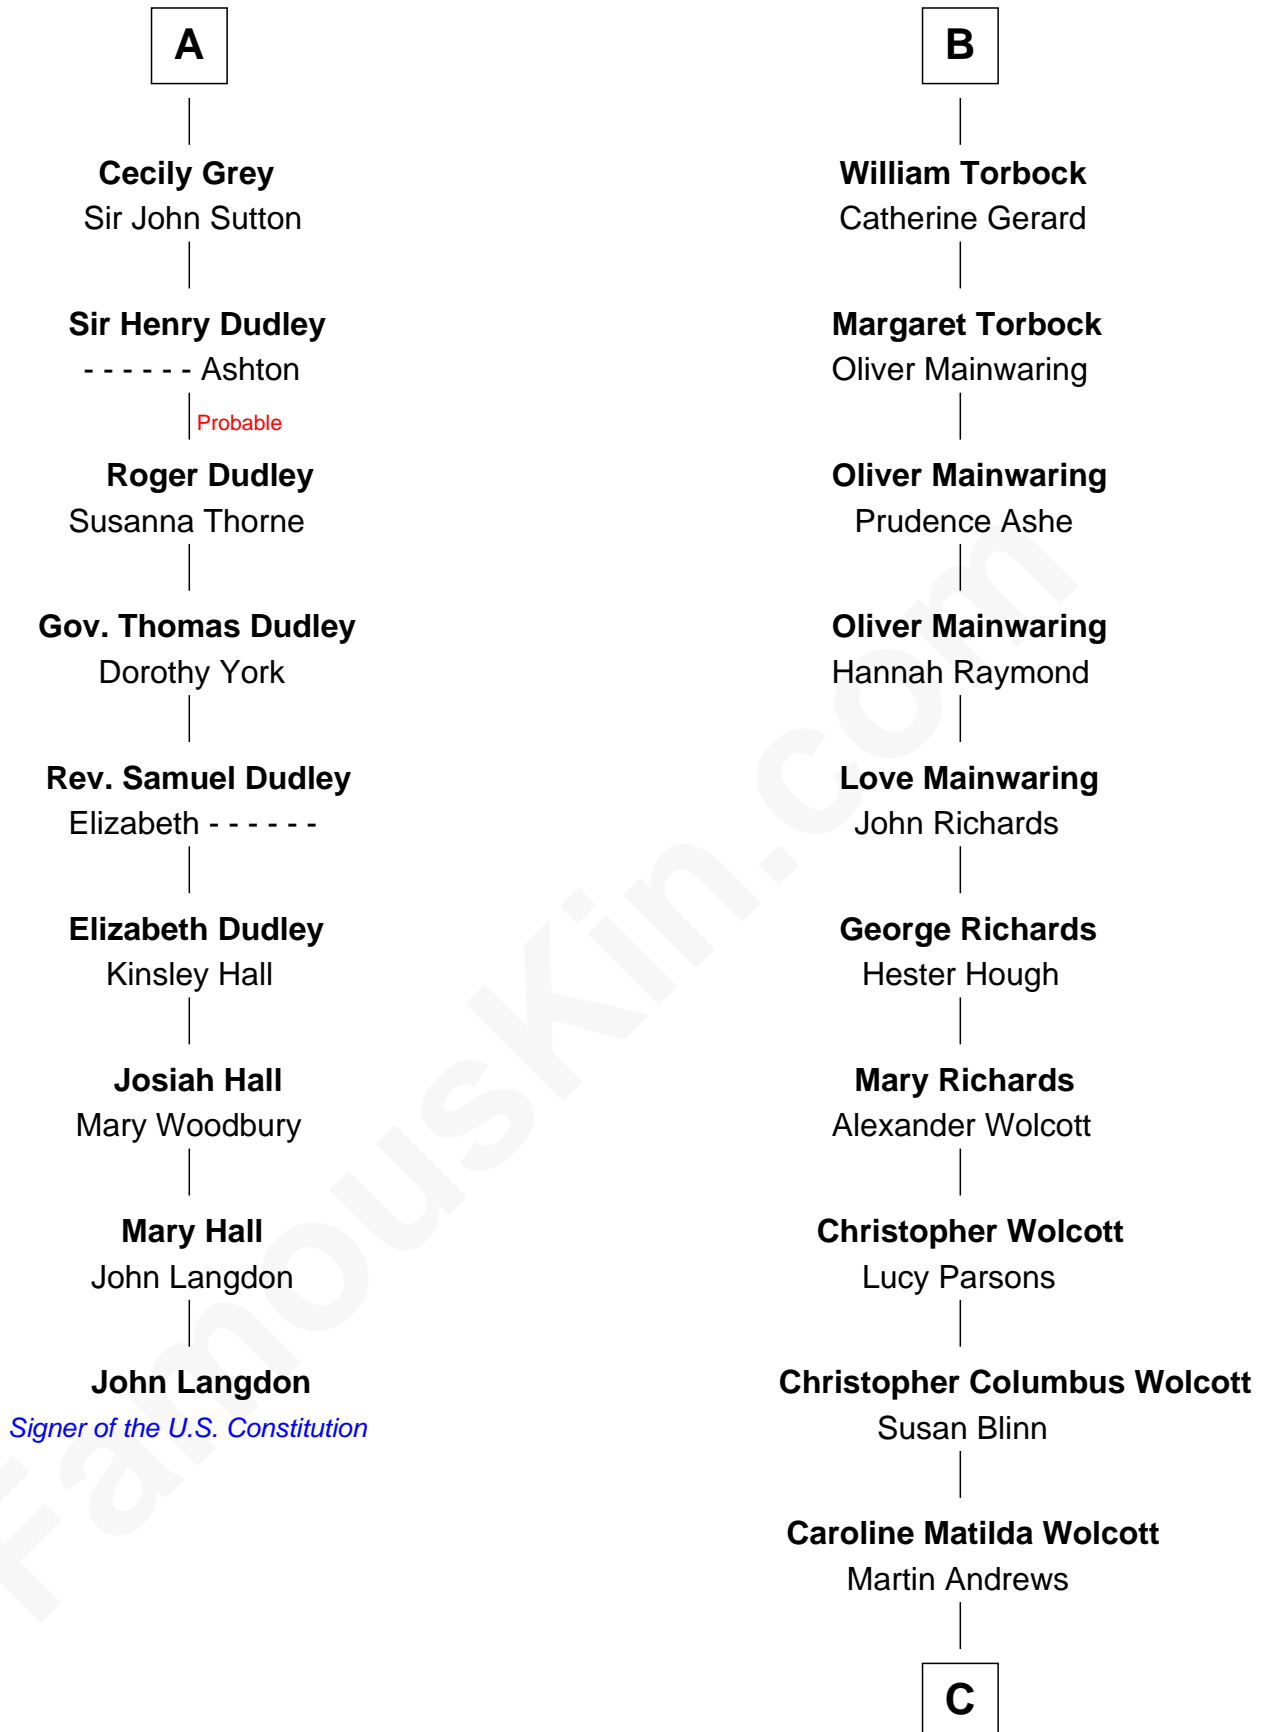 A
Cecily Grey
Sir John Sutton
Sir Henry Dudley
- - - - - - Ashton
Probable
Roger Dudley
Susanna Thorne
Gov. Thomas Dudley
Dorothy York
Rev. Samuel Dudley
Elizabeth - - - - - -
Elizabeth Dudley
Kinsley Hall
Josiah Hall
Mary Woodbury
Mary Hall
John Langdon
John Langdon
Signer of the U.S. Constitution
B
William Torbock
Catherine Gerard
Margaret Torbock
Oliver Mainwaring
Oliver Mainwaring
Prudence Ashe
Oliver Mainwaring
Hannah Raymond
Love Mainwaring
John Richards
George Richards
Hester Hough
Mary Richards
Alexander Wolcott
Christopher Wolcott
Lucy Parsons
Christopher Columbus Wolcott
Susan Blinn
Caroline Matilda Wolcott
Martin Andrews
C
FamousKin.com